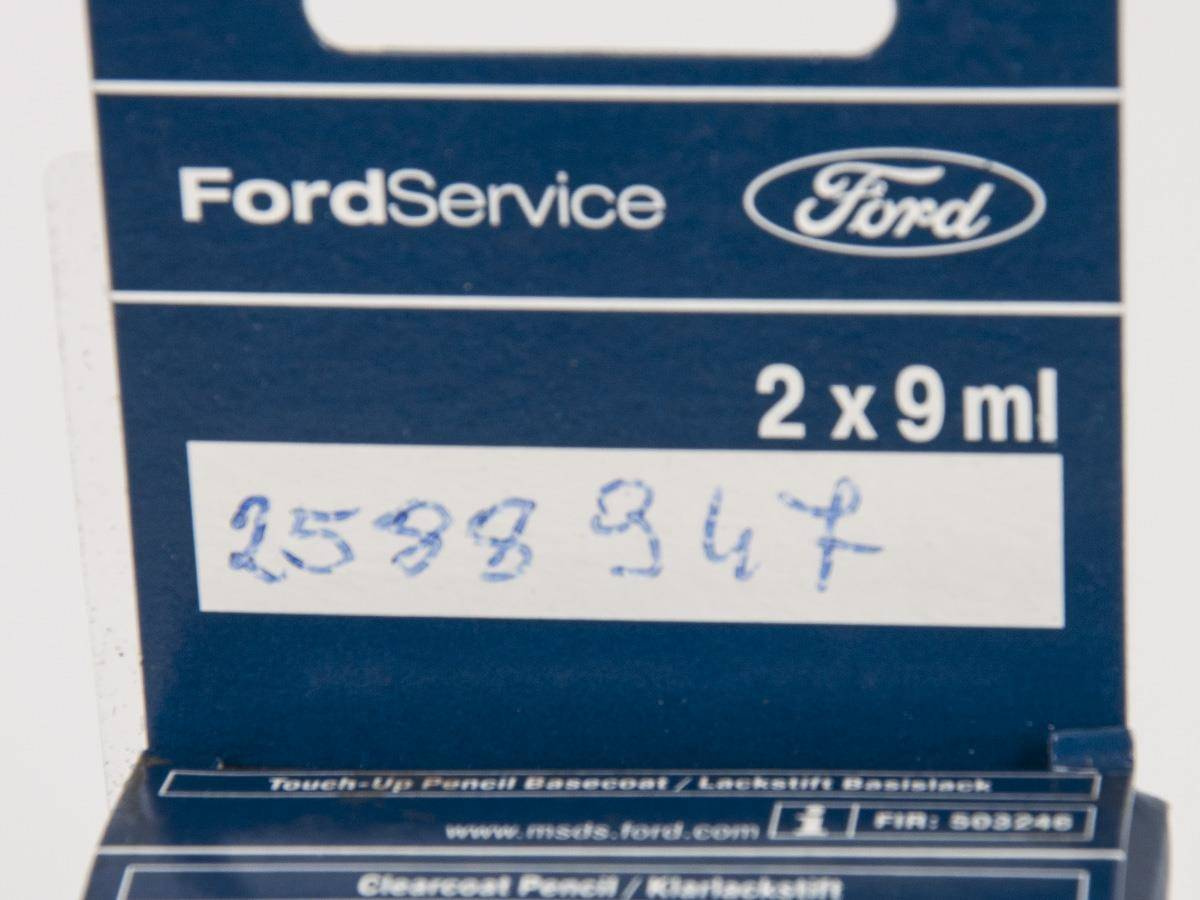 FordService Ford
2 x 9 ml
2588 947
Touch-Up Pencil Basecoat / Lackstift Basislack
www.msds.ford.com i FIR: 503246
Clearcoat Pencil / Klarlackstift